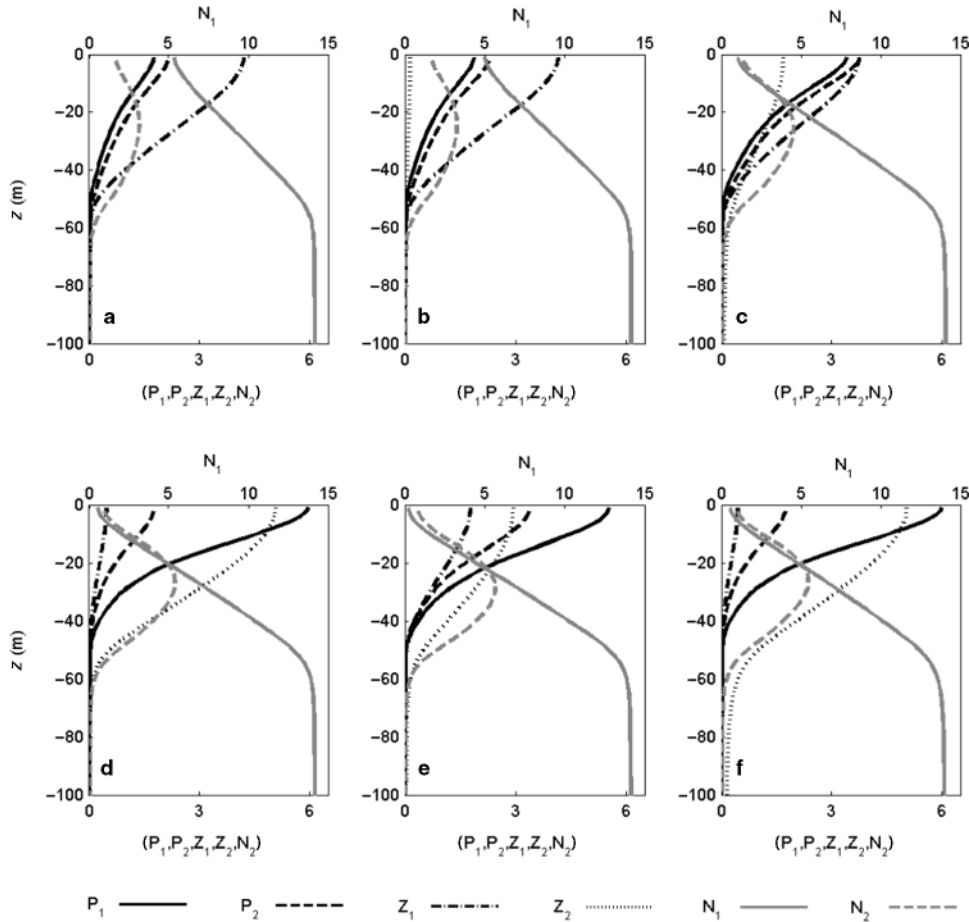 N₁ N₁ N₁
0 5 10 15 0 5 10 15 0 5 10 15
0 0 0
−20 −20 −20
−40 −40 −40
z (m)
−60 −60 −60
−80 −80 −80
a b c
−100 −100 −100
0 3 6 0 3 6 0 3 6
(P₁,P₂,Z₁,Z₂,N₂) (P₁,P₂,Z₁,Z₂,N₂) (P₁,P₂,Z₁,Z₂,N₂)
N₁ N₁ N₁
0 5 10 15 0 5 10 15 0 5 10 15
0 0 0
−20 −20 −20
−40 −40 −40
z (m)
−60 −60 −60
−80 −80 −80
d e f
−100 −100 −100
0 3 6 0 3 6 0 3 6
(P₁,P₂,Z₁,Z₂,N₂) (P₁,P₂,Z₁,Z₂,N₂) (P₁,P₂,Z₁,Z₂,N₂)
P₁ P₂ Z₁ Z₂ N₁ N₂